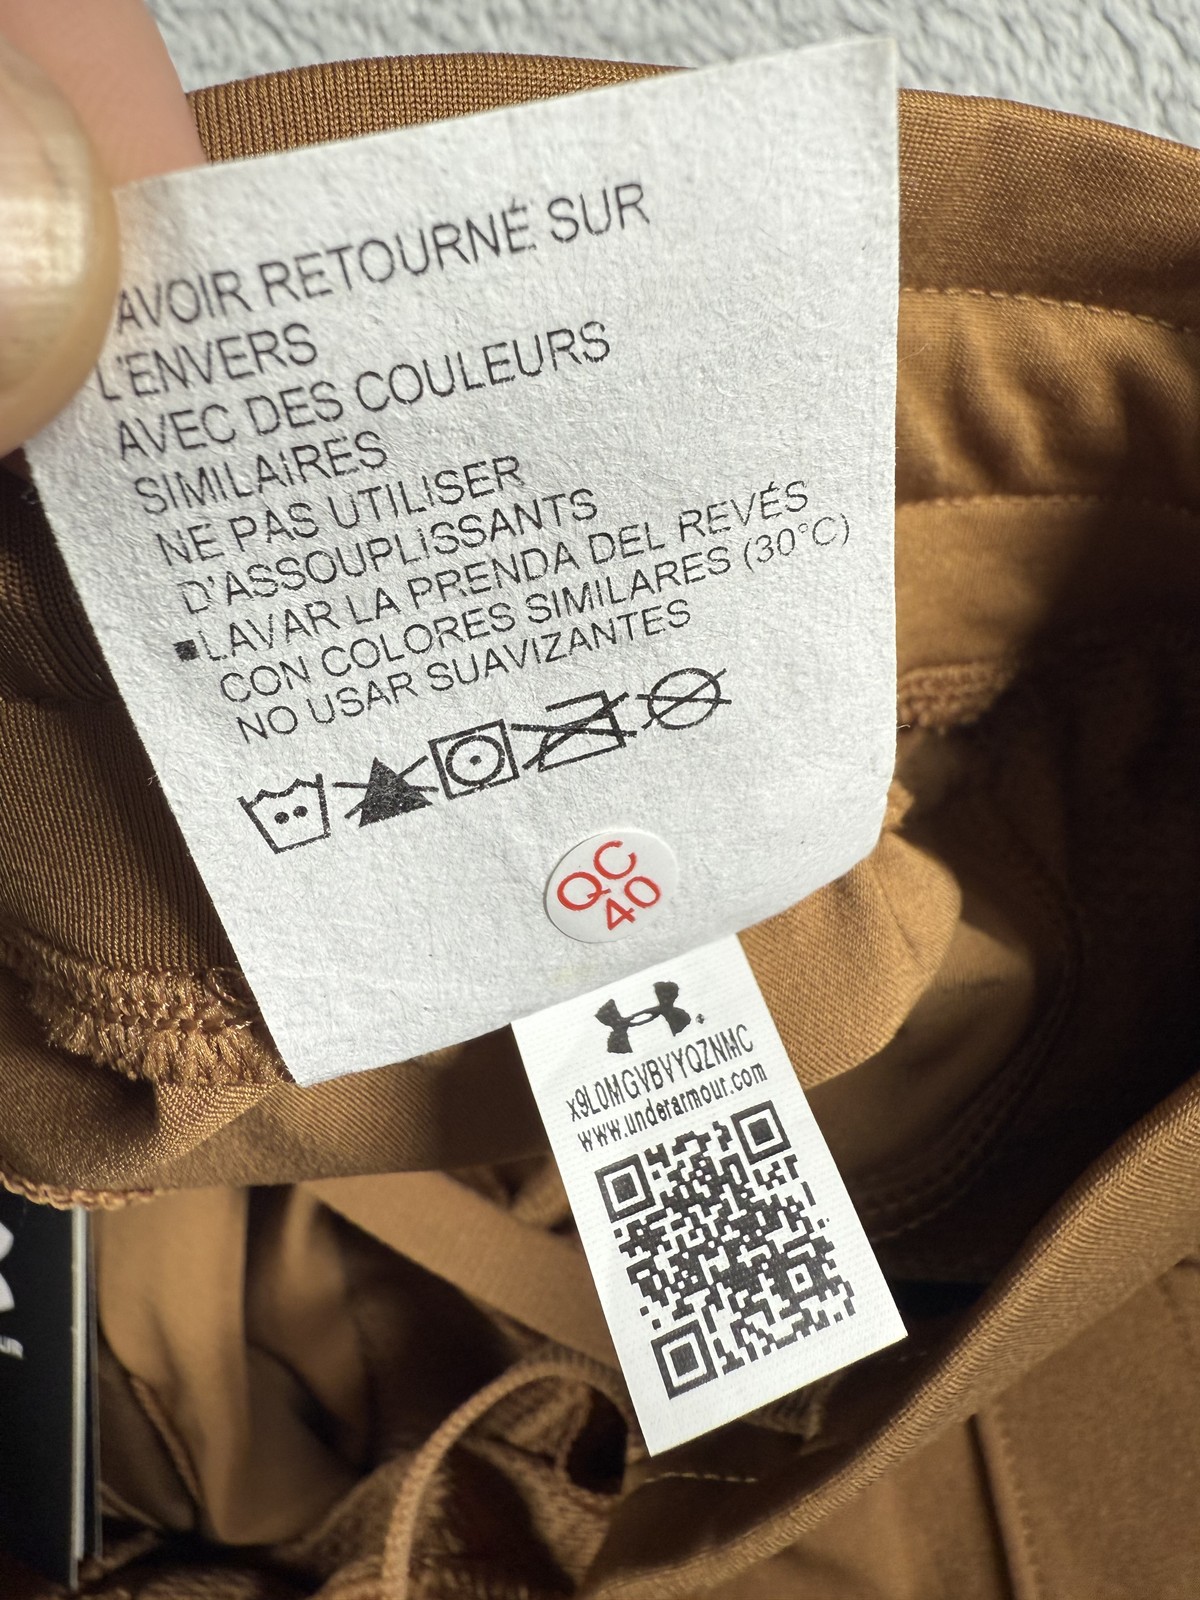 AVOIR RETOURNÉ SUR
L'ENVERS
AVEC DES COULEURS
SIMILAIRES
NE PAS UTILISER
D'ASSOUPLISSANTS
▪LAVAR LA PRENDA DEL REVÉS
CON COLORES SIMILARES (30°C)
NO USAR SUAVIZANTES
QC
40
x9L0MGVBVYQZNMC
www.underarmour.com